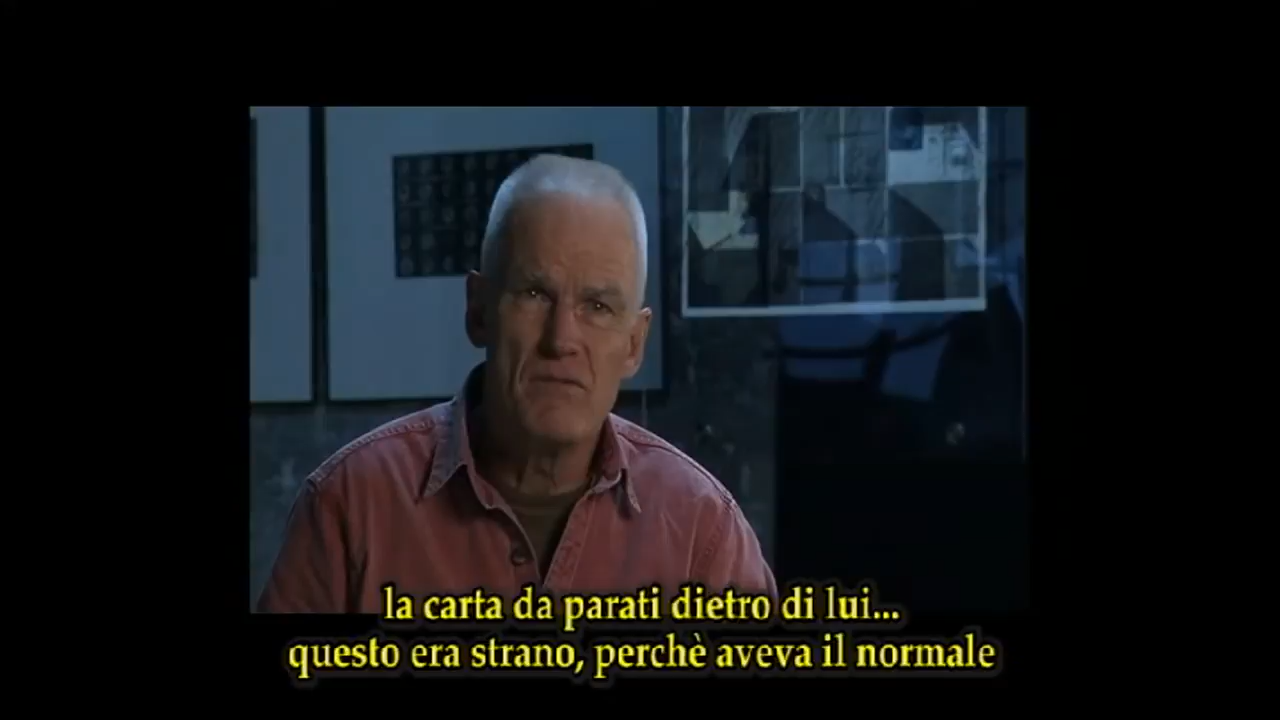 la carta da parati dietro di lui...
questo era strano, perchè aveva il normale